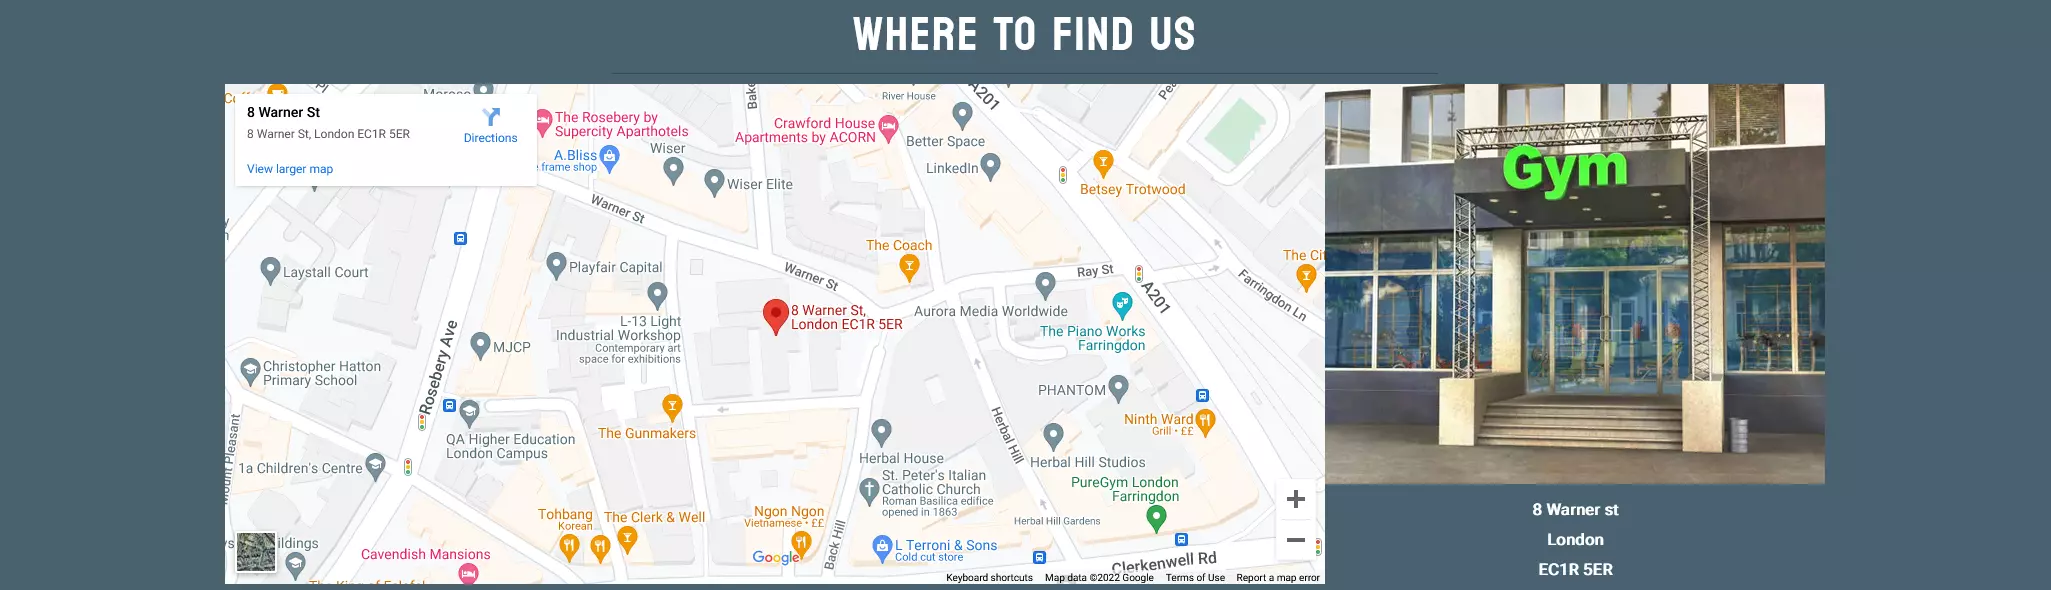 WHERE TO FIND US
8 Warner St
8 Warner St, London EC1R 5ER
Directions
View larger map
The Rosebery by
Supercity Aparthotels
A.Bliss
frame shop
Wiser
Wiser Elite
Crawford House
Apartments by ACORN
River House
A201
Better Space
LinkedIn
Betsey Trotwood
Warner St
The Coach
Laystall Court
Playfair Capital
Warner St
Ray St
A201
Farringdon Ln
L-13 Light
Industrial Workshop
Contemporary art
space for exhibitions
8 Warner St,
London EC1R 5ER
Aurora Media Worldwide
The Piano Works
Farringdon
MJCP
Rosebery Ave
Christopher Hatton
Primary School
PHANTOM
Ninth Ward
Grill • ££
The Gunmakers
Herbal Hill
QA Higher Education
London Campus
Mount Pleasant
1a Children's Centre
Herbal House
Herbal Hill Studios
St. Peter's Italian
Catholic Church
Roman Basilica edifice
opened in 1863
PureGym London
Farringdon
Tohbang
Korean
The Clerk & Well
Ngon Ngon
Vietnamese • ££
Back Hill
Herbal Hill Gardens
L Terroni & Sons
Cold cut store
Cavendish Mansions
Clerkenwell Rd
Google
Keyboard shortcuts
Map data ©2022 Google
Terms of Use
Report a map error
Gym
8 Warner st
London
EC1R 5ER